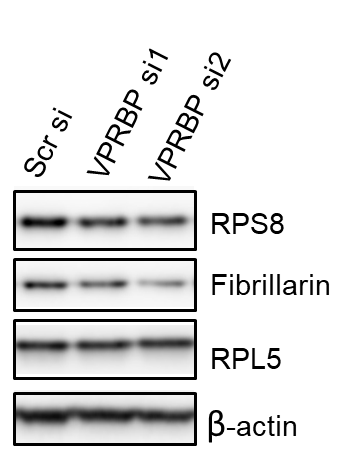 Scr si
VPRBP si1
VPRBP si2
RPS8
Fibrillarin
RPL5
β-actin